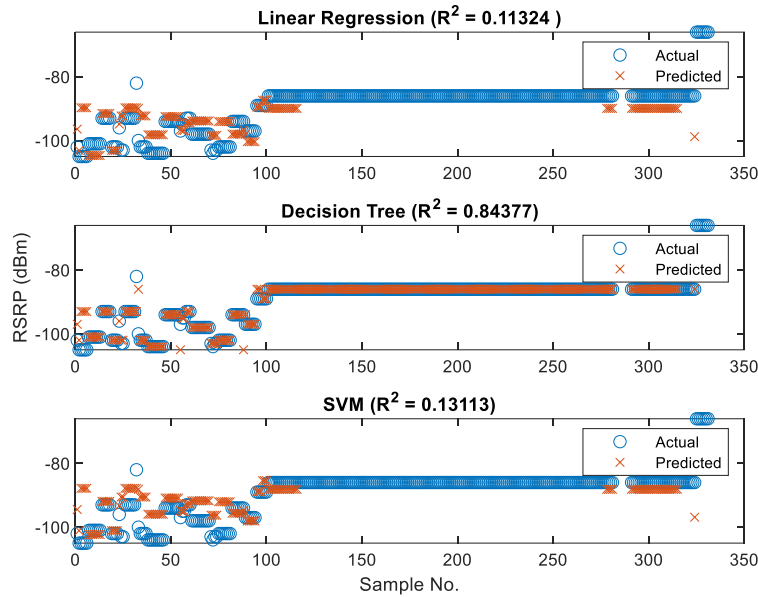 Linear Regression (R2 = 0.11324 )
Actual
Predicted
-80
-100
0 50 100 150 200 250 300 350
Decision Tree (R2 = 0.84377)
Actual
Predicted
-80
-100
0 50 100 150 200 250 300 350
RSRP (dBm)
SVM (R2 = 0.13113)
Actual
Predicted
-80
-100
0 50 100 150 200 250 300 350
Sample No.